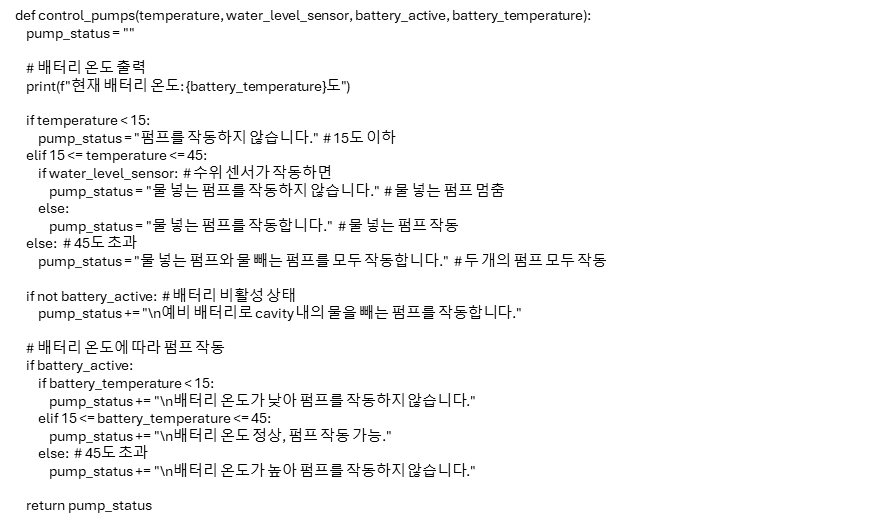 def control_pumps(temperature, water_level_sensor, battery_active, battery_temperature):
pump_status = ""
# 배터리 온도 출력
print(f"현재 배터리 온도: {battery_temperature}도")
if temperature < 15:
pump_status = "펌프를 작동하지 않습니다." # 15도 이하
elif 15 <= temperature <= 45:
if water_level_sensor: # 수위 센서가 작동하면
pump_status = "물 넣는 펌프를 작동하지 않습니다." # 물 넣는 펌프 멈춤
else:
pump_status = "물 넣는 펌프를 작동합니다." # 물 넣는 펌프 작동
else: # 45도 초과
pump_status = "물 넣는 펌프와 물 빼는 펌프를 모두 작동합니다." # 두 개의 펌프 모두 작동
if not battery_active: # 배터리 비활성 상태
pump_status += "\n예비 배터리로 cavity 내의 물을 빼는 펌프를 작동합니다."
# 배터리 온도에 따라 펌프 작동
if battery_active:
if battery_temperature < 15:
pump_status += "\n배터리 온도가 낮아 펌프를 작동하지 않습니다."
elif 15 <= battery_temperature <= 45:
pump_status += "\n배터리 온도 정상, 펌프 작동 가능."
else: # 45도 초과
pump_status += "\n배터리 온도가 높아 펌프를 작동하지 않습니다."
return pump_status